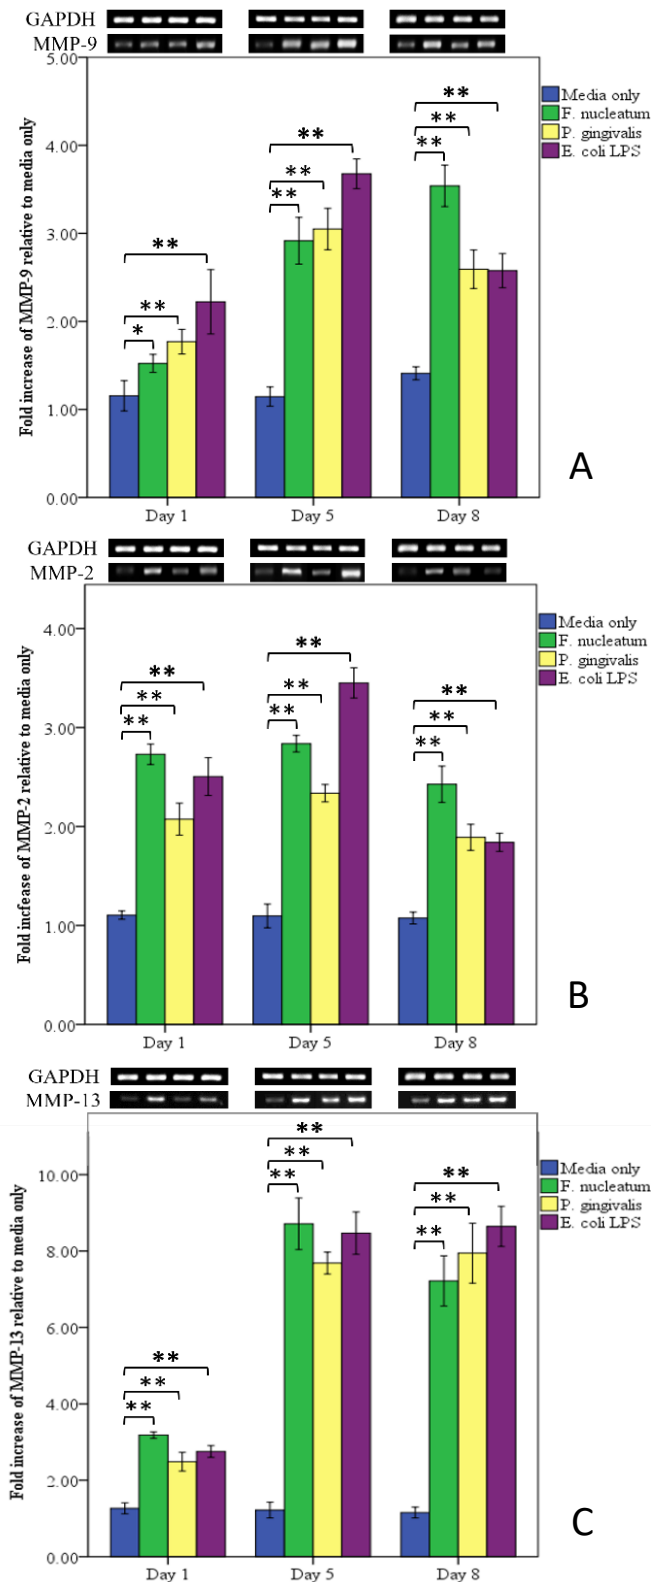 GAPDH
MMP-9
Fold increase of MMP-9 relative to media only
5.00
4.00
3.00
2.00
1.00
0.00
**
**
*
**
**
**
**
**
**
Media only
F. nucleatum
P. gingivalis
E. coli LPS
A
Day 1
Day 5
Day 8
GAPDH
MMP-2
Fold incfease of MMP-2 relative to media only
4.00
3.00
2.00
1.00
0.00
**
**
**
**
**
**
**
**
**
Media only
F. nucleatum
P. gingivalis
E. coli LPS
B
Day 1
Day 5
Day 8
GAPDH
MMP-13
Fold increase of MMP-13 relative to media only
10.00
8.00
6.00
4.00
2.00
0.00
**
**
**
**
**
**
**
**
**
Media only
F. nucleatum
P. gingivalis
E. coli LPS
C
Day 1
Day 5
Day 8